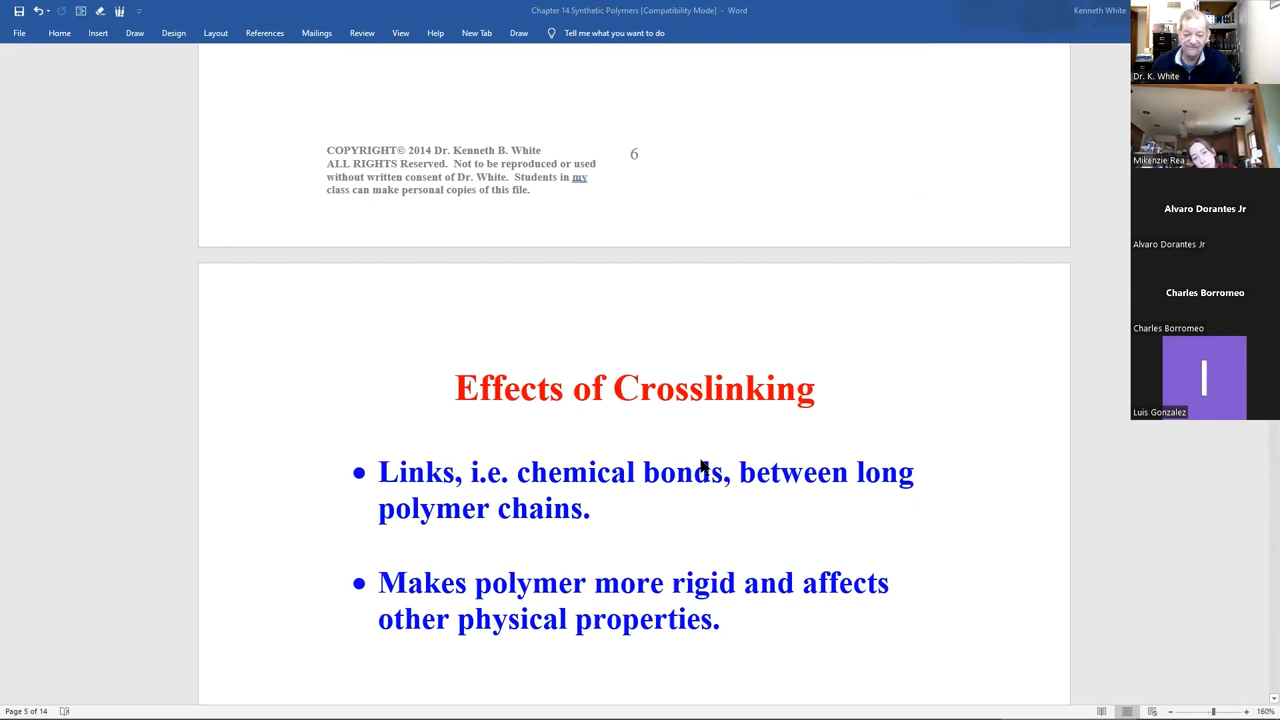 Chapter 14 Synthetic Polymers [Compatibility Mode] - Word
Kenneth White
File Home Insert Draw Design Layout References Mailings Review View Help New Tab Draw Tell me what you want to do
Dr. K. White
COPYRIGHT© 2014 Dr. Kenneth B. White
ALL RIGHTS Reserved. Not to be reproduced or used
without written consent of Dr. White. Students in my
class can make personal copies of this file.
6
Mikenzie Rea
Alvaro Dorantes Jr
Alvaro Dorantes Jr
Charles Borromeo
Charles Borromeo
l
Luis Gonzalez
Effects of Crosslinking
• Links, i.e. chemical bonds, between long
polymer chains.
• Makes polymer more rigid and affects
other physical properties.
Page 5 of 14
160%